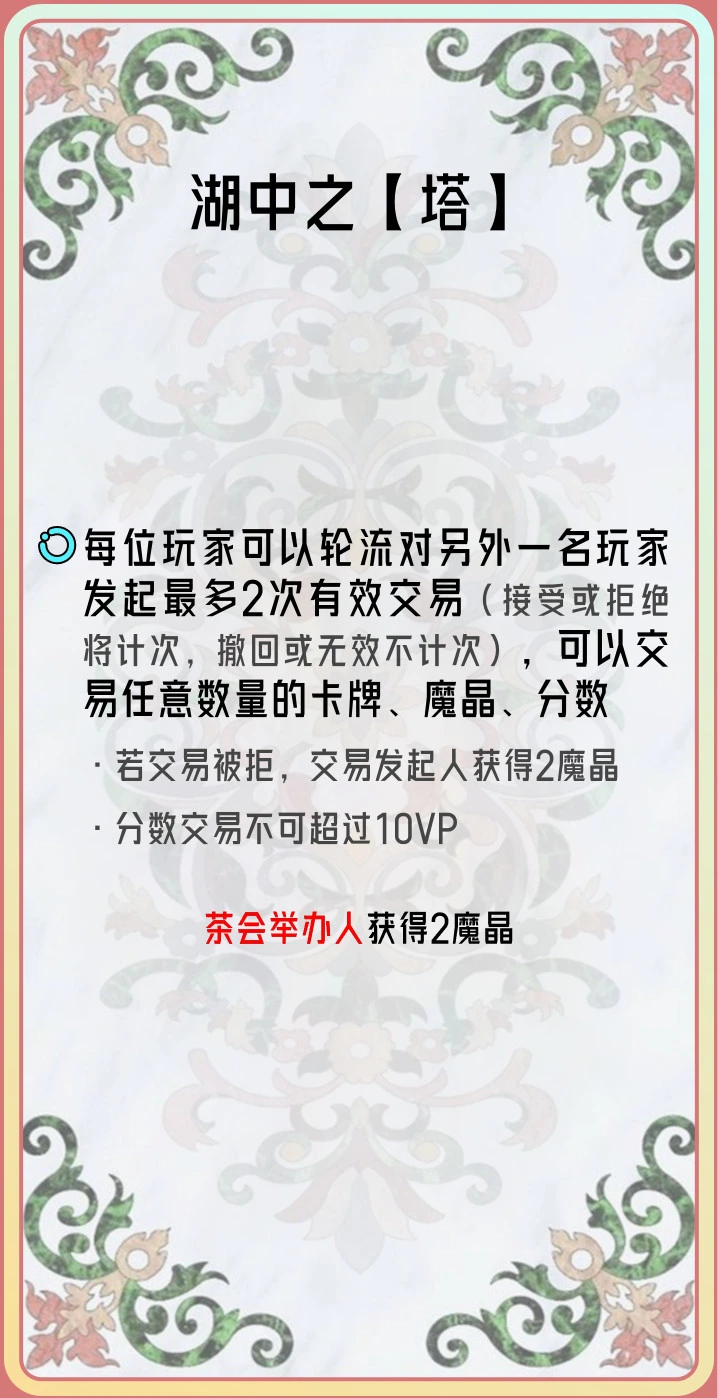 湖中之【塔】
每位玩家可以轮流对另外一名玩家
发起最多2次有效交易（接受或拒绝
将计次，撤回或无效不计次），可以交
易任意数量的卡牌、魔晶、分数
·若交易被拒，交易发起人获得2魔晶
·分数交易不可超过10VP
茶会举办人获得2魔晶